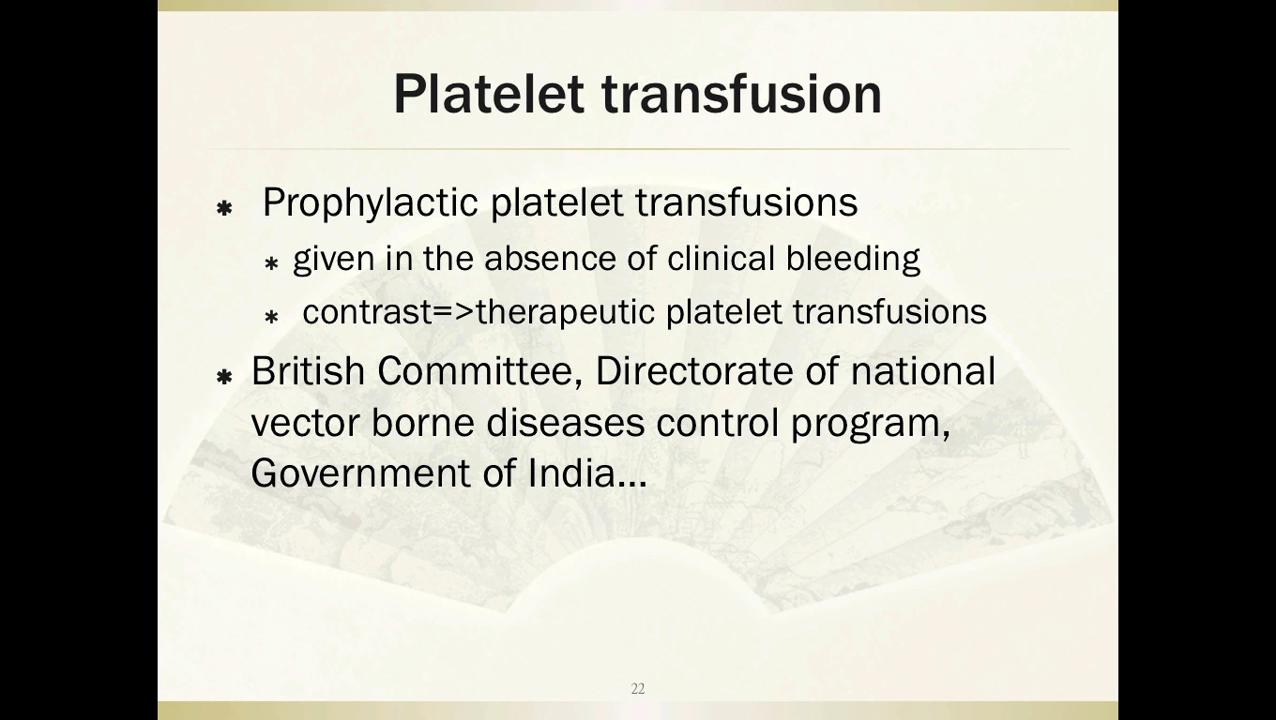 Platelet transfusion
✱ Prophylactic platelet transfusions
✱ given in the absence of clinical bleeding
✱ contrast=>therapeutic platelet transfusions
✱ British Committee, Directorate of national
vector borne diseases control program,
Government of India...
22